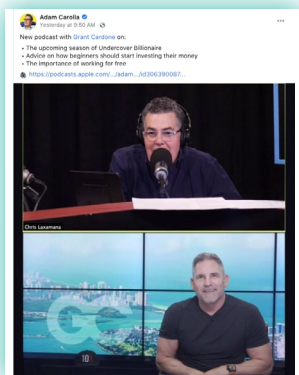 Adam Carolla
Yesterday at 9:50 AM
New podcast with Grant Cardone on:
• The upcoming season of Undercover Billionaire
• Advice on how beginners should start investing their money
• The importance of working for free
https://podcasts.apple.com/.../adam.../id306390087...
Chris Laxamana
GC
10